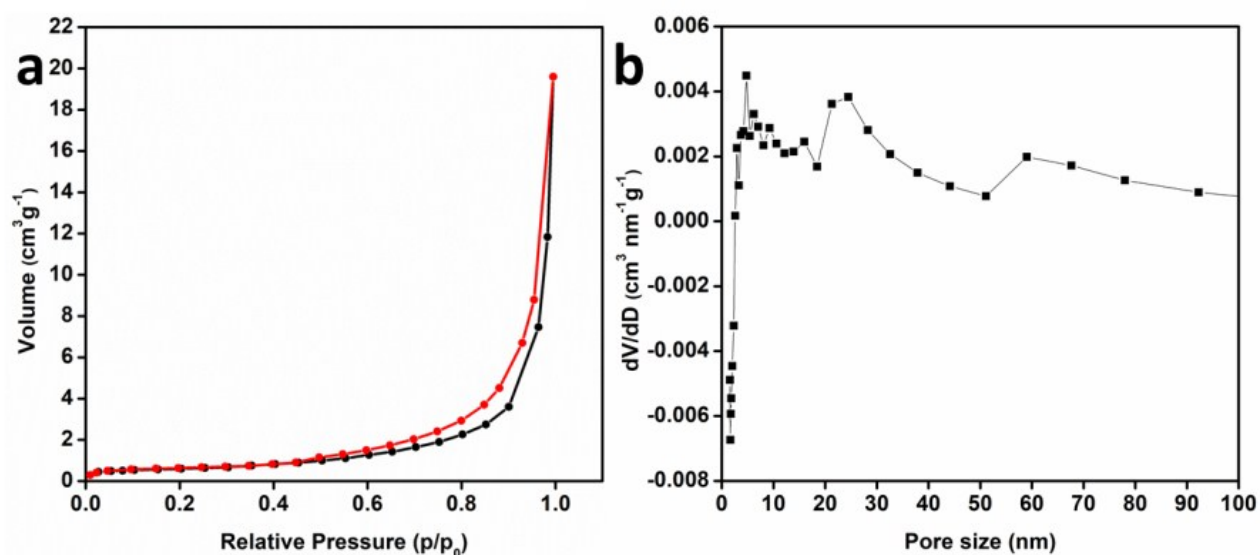 a
Volume (cm³g⁻¹)
22
20
18
16
14
12
10
8
6
4
2
0
0.0 0.2 0.4 0.6 0.8 1.0
Relative Pressure (p/p₀)
b
dV/dD (cm³ nm⁻¹g⁻¹)
0.006
0.004
0.002
0.000
-0.002
-0.004
-0.006
-0.008
0 10 20 30 40 50 60 70 80 90 100
Pore size (nm)